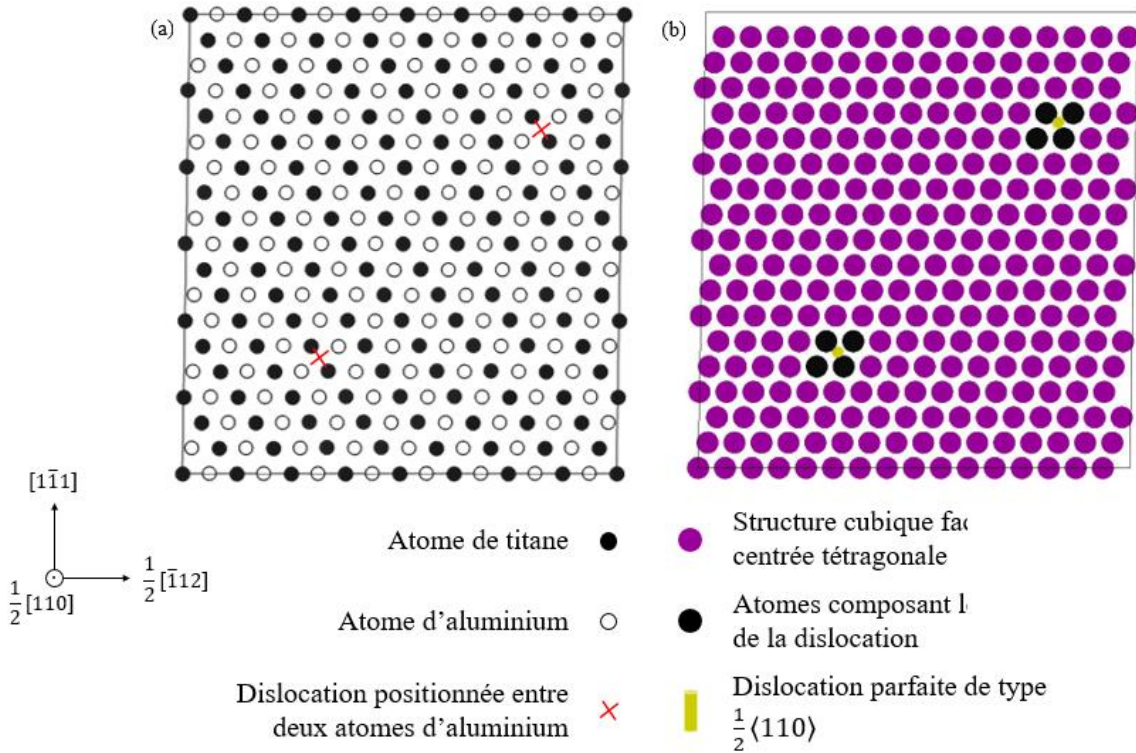 (a)
(b)
[11̅1]
½[1̅12]
½[110]
Atome de titane
Atome d'aluminium
Dislocation positionnée entre
deux atomes d'aluminium
Structure cubique
centrée tétragonale
Atomes composant
de la dislocation
Dislocation parfaite de type
½⟨110⟩